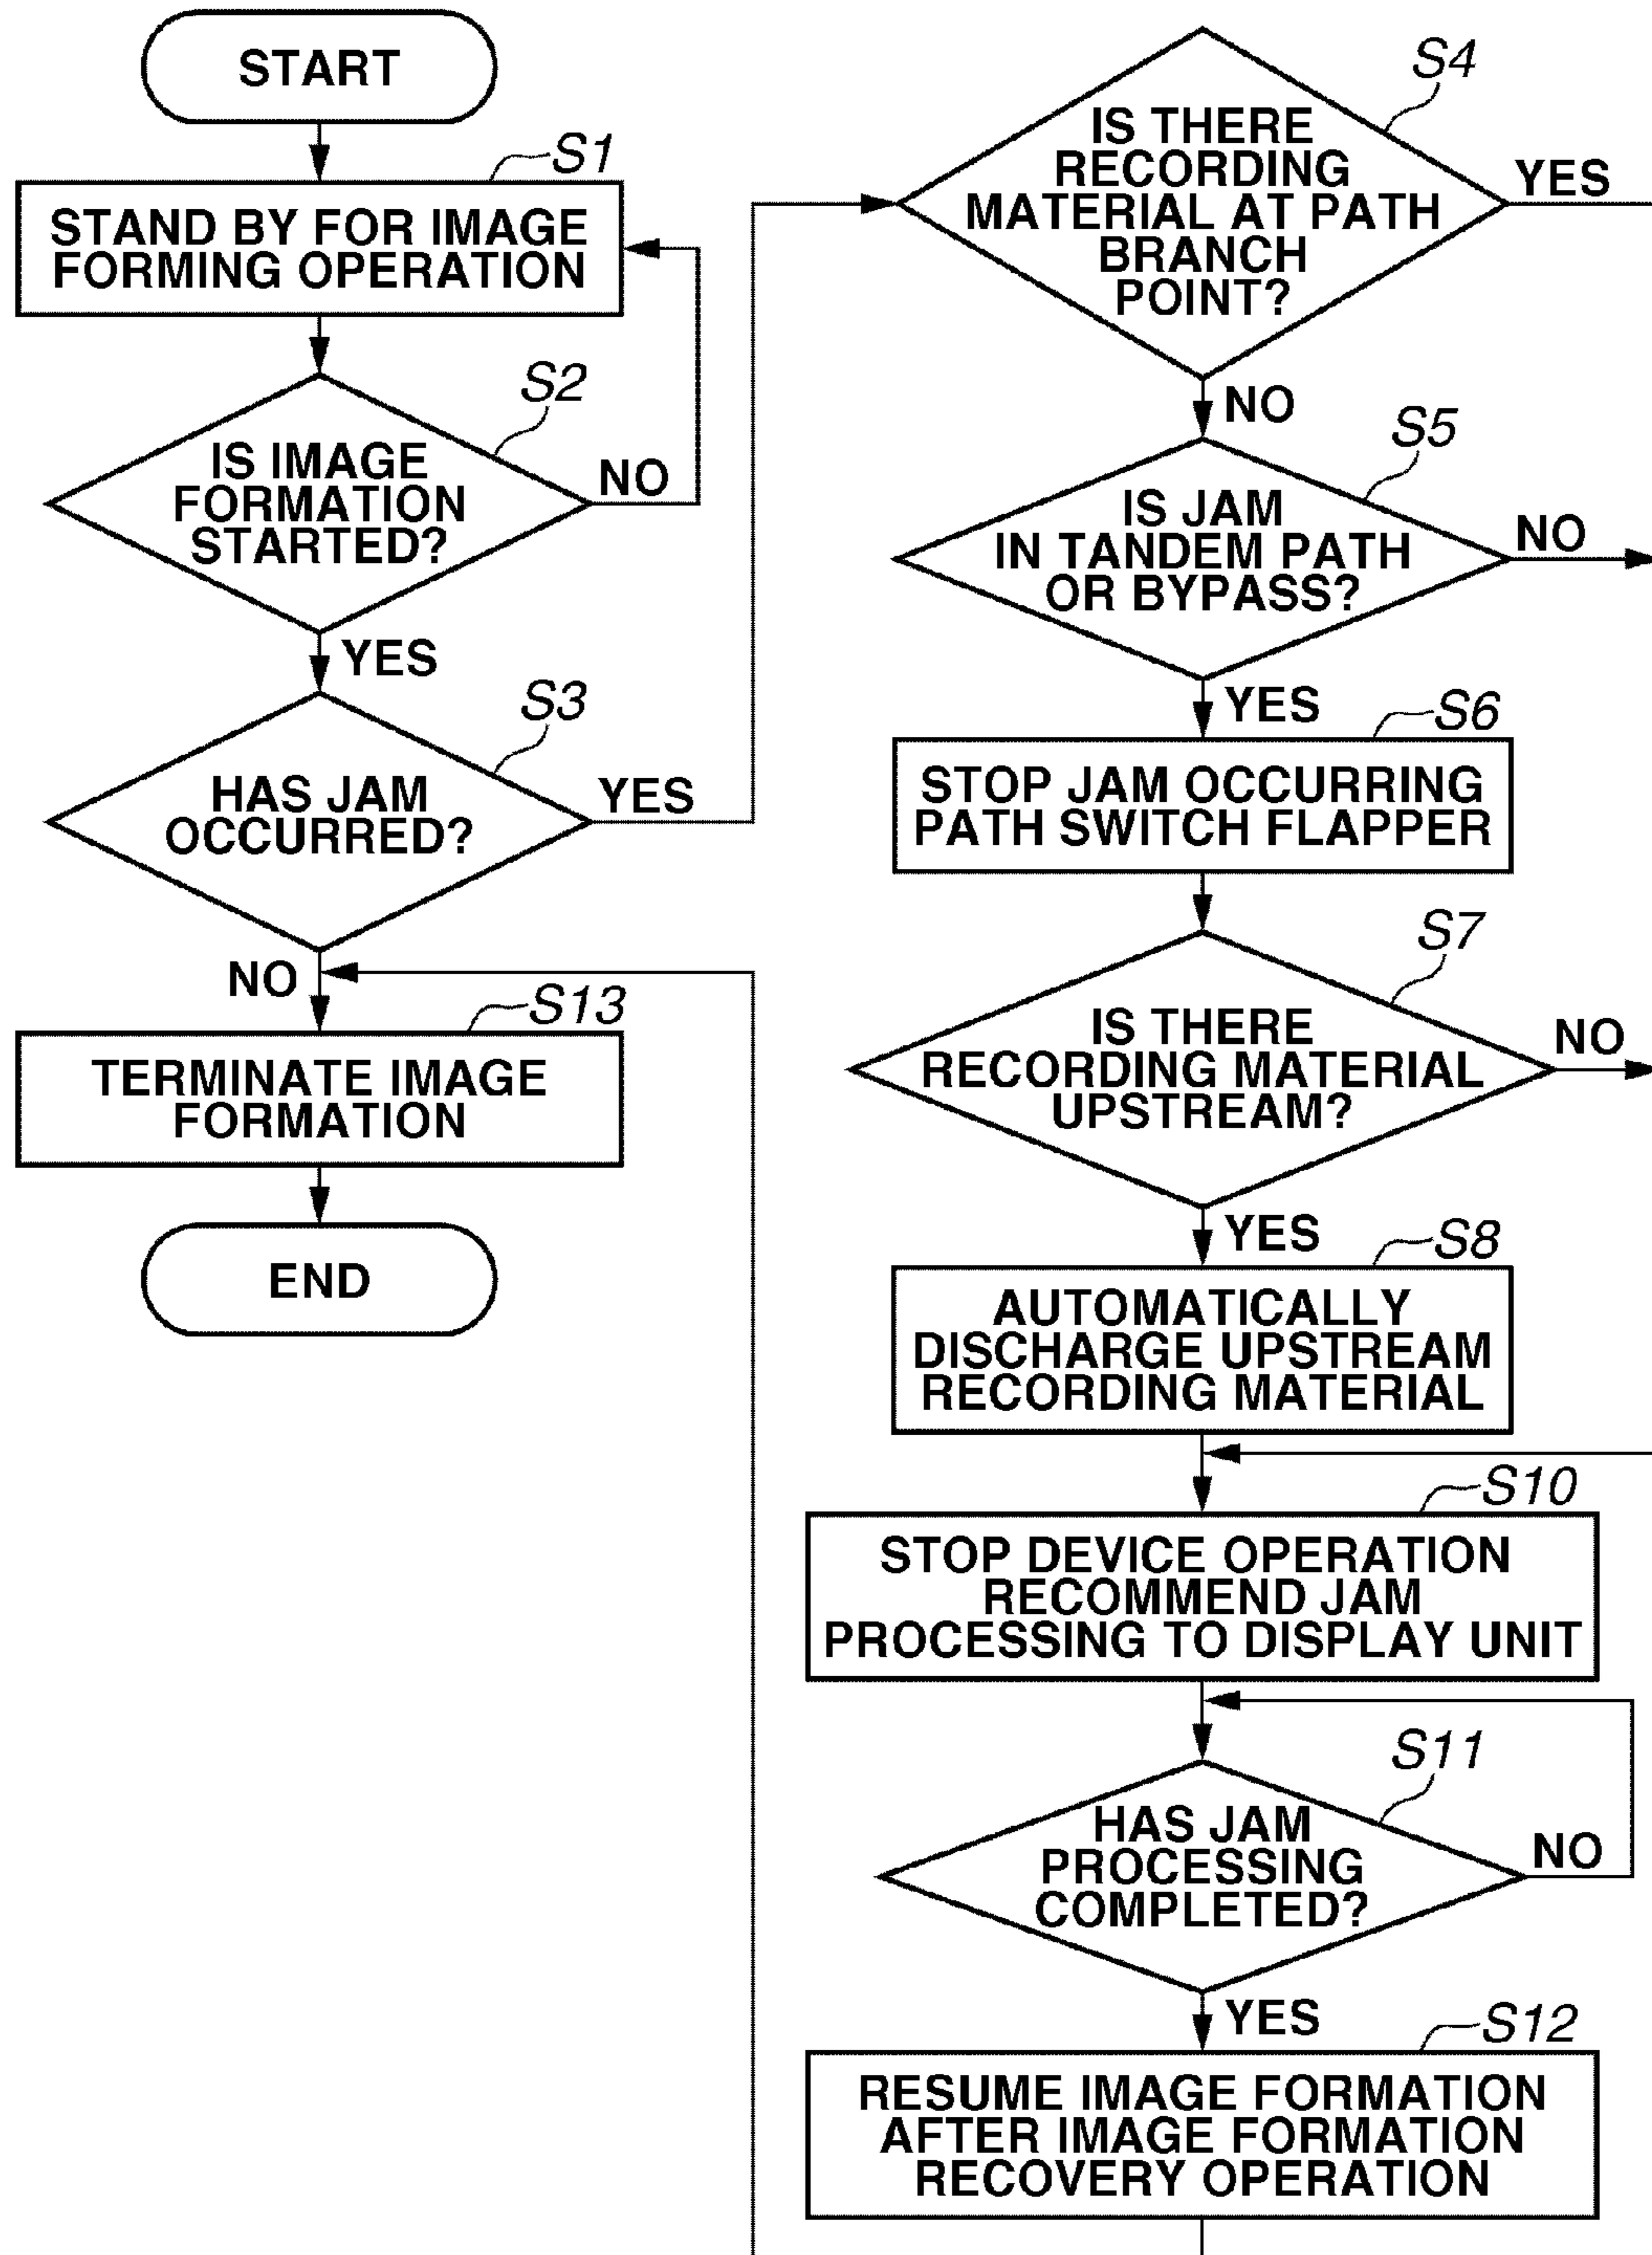 START
S1
STAND BY FOR IMAGE
FORMING OPERATION
S2
IS IMAGE
FORMATION
STARTED?
NO
YES
S3
HAS JAM
OCCURRED?
YES
NO
S13
TERMINATE IMAGE
FORMATION
END
S4
IS THERE
RECORDING
MATERIAL AT PATH
BRANCH
POINT?
YES
NO
S5
IS JAM
IN TANDEM PATH
OR BYPASS?
NO
YES
S6
STOP JAM OCCURRING
PATH SWITCH FLAPPER
S7
IS THERE
RECORDING MATERIAL
UPSTREAM?
NO
YES
S8
AUTOMATICALLY
DISCHARGE UPSTREAM
RECORDING MATERIAL
S10
STOP DEVICE OPERATION
RECOMMEND JAM
PROCESSING TO DISPLAY UNIT
S11
HAS JAM
PROCESSING
COMPLETED?
NO
YES
S12
RESUME IMAGE FORMATION
AFTER IMAGE FORMATION
RECOVERY OPERATION